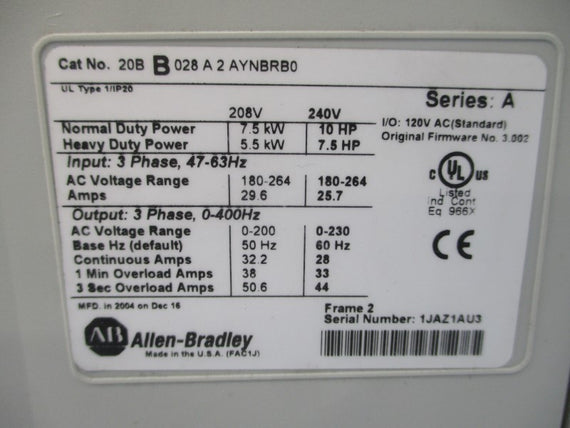 Cat No. 20B B 028 A 2 AYNBRB0
UL Type 1/IP20
Series: A
208V 240V
I/O: 120V AC(Standard)
Normal Duty Power 7.5 kW 10 HP
Original Firmware No. 3.002
Heavy Duty Power 5.5 kW 7.5 HP
Input: 3 Phase, 47-63Hz
AC Voltage Range 180-264 180-264
Amps 29.6 25.7
C UL US
Listed
Ind Cont
Eq 966X
Output: 3 Phase, 0-400Hz
AC Voltage Range 0-200 0-230
Base Hz (default) 50 Hz 60 Hz
Continuous Amps 32.2 28
1 Min Overload Amps 38 33
3 Sec Overload Amps 50.6 44
CE
MFD. in 2004 on Dec 16
Frame 2
Serial Number: 1JAZ1AU3
AB Allen-Bradley
Made in the U.S.A. (FAC1J)